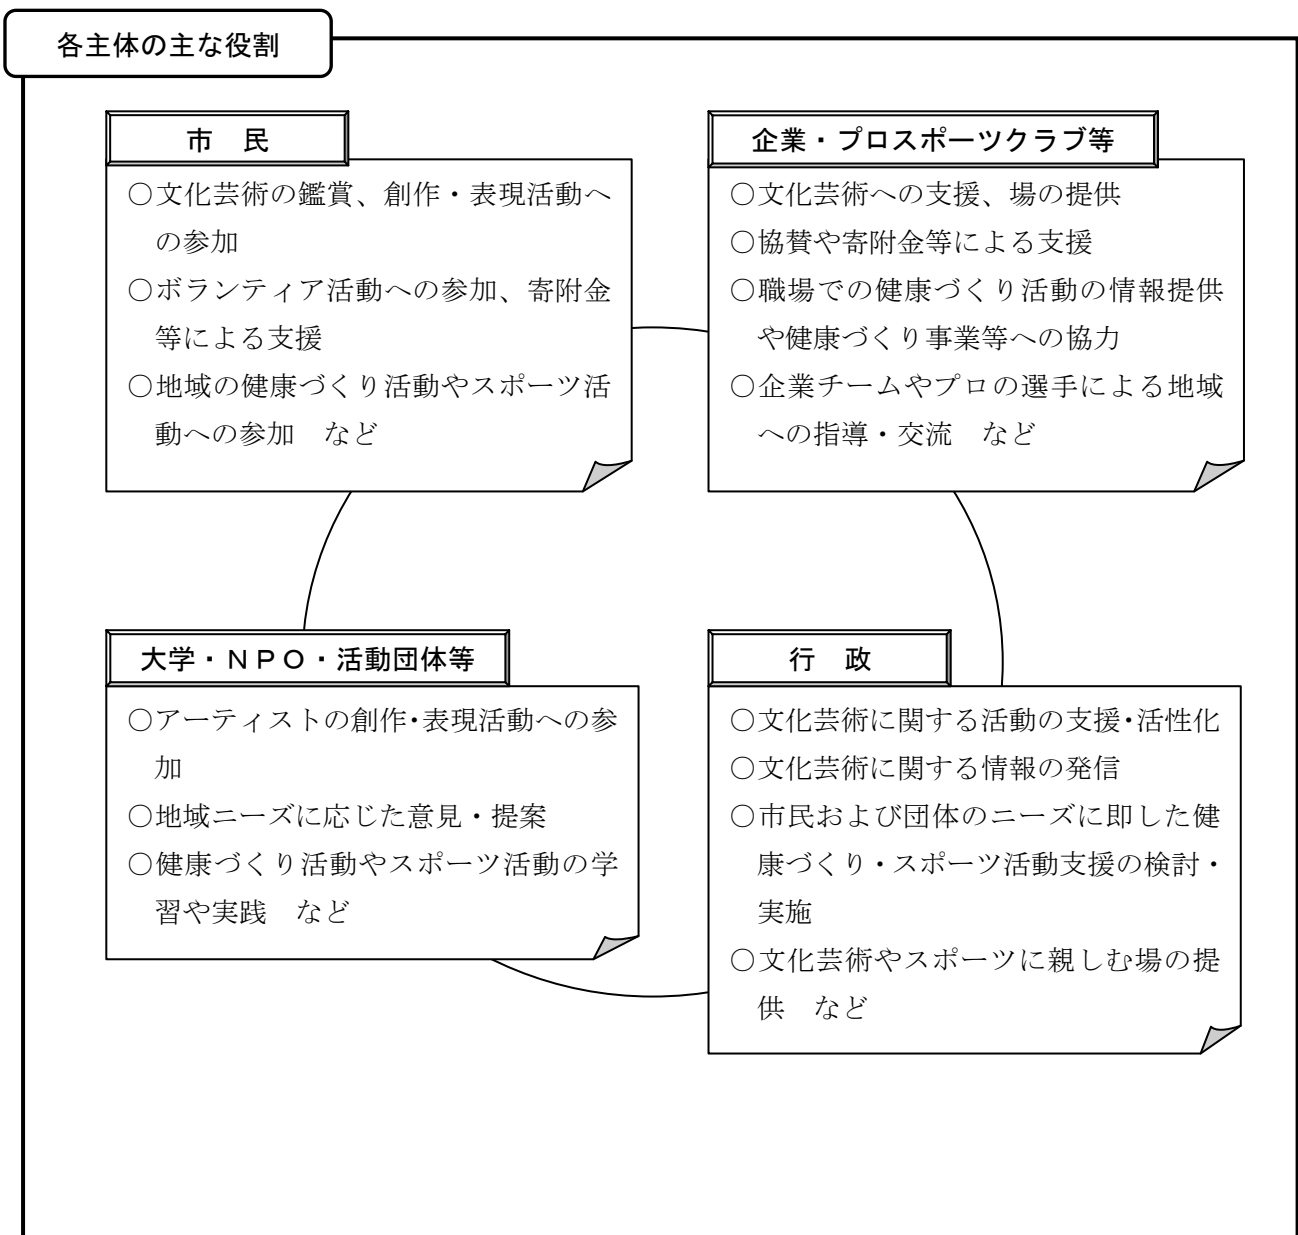 各主体の主な役割
市　民
○文化芸術の鑑賞、創作・表現活動へ
の参加
○ボランティア活動への参加、寄附金
等による支援
○地域の健康づくり活動やスポーツ活
動への参加　など
企業・プロスポーツクラブ等
○文化芸術への支援、場の提供
○協賛や寄附金等による支援
○職場での健康づくり活動の情報提供
や健康づくり事業等への協力
○企業チームやプロの選手による地域
への指導・交流　など
大学・ＮＰＯ・活動団体等
○アーティストの創作・表現活動への参
加
○地域ニーズに応じた意見・提案
○健康づくり活動やスポーツ活動の学
習や実践　など
行　政
○文化芸術に関する活動の支援・活性化
○文化芸術に関する情報の発信
○市民および団体のニーズに即した健
康づくり・スポーツ活動支援の検討・
実施
○文化芸術やスポーツに親しむ場の提
供　など